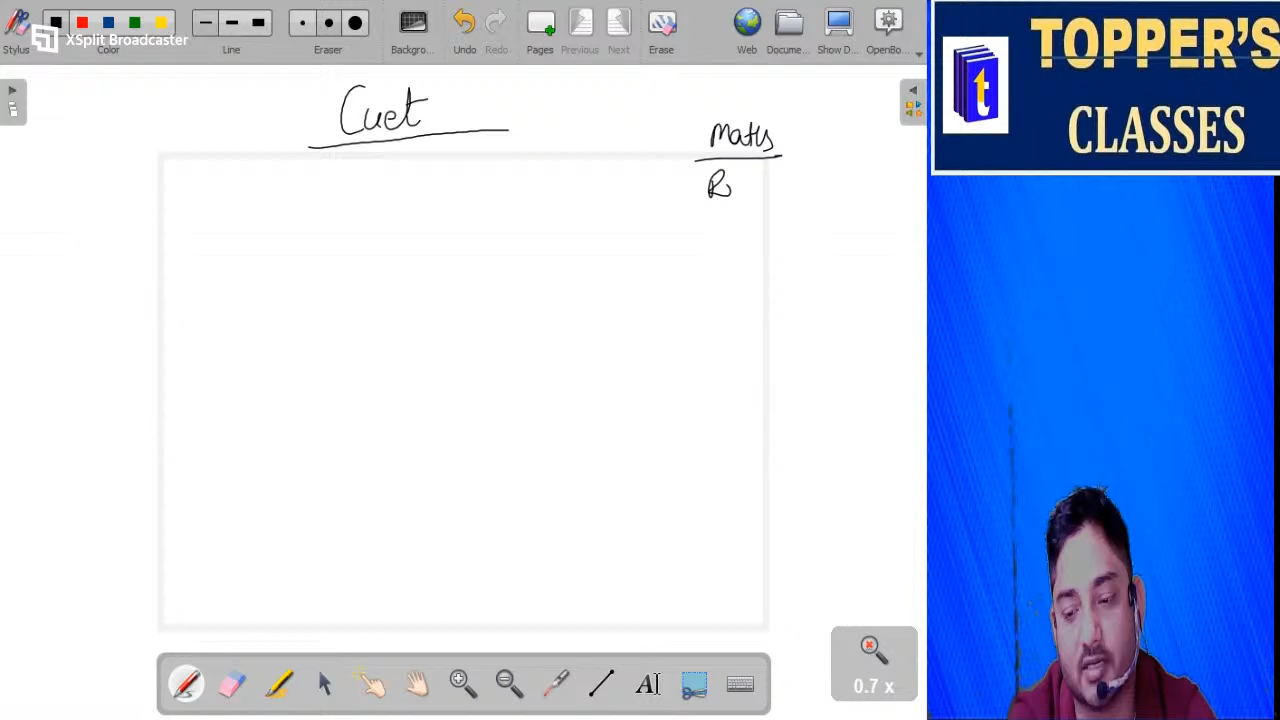 Stylus
Color
Line
Eraser
Backgro...
Undo
Redo
Pages
Previous
Next
Erase
Web
Docume...
Show D...
OpenBo...
XSplit Broadcaster
TOPPER'S
CLASSES
t
Cuet
Maths
R
AI
0.7 x